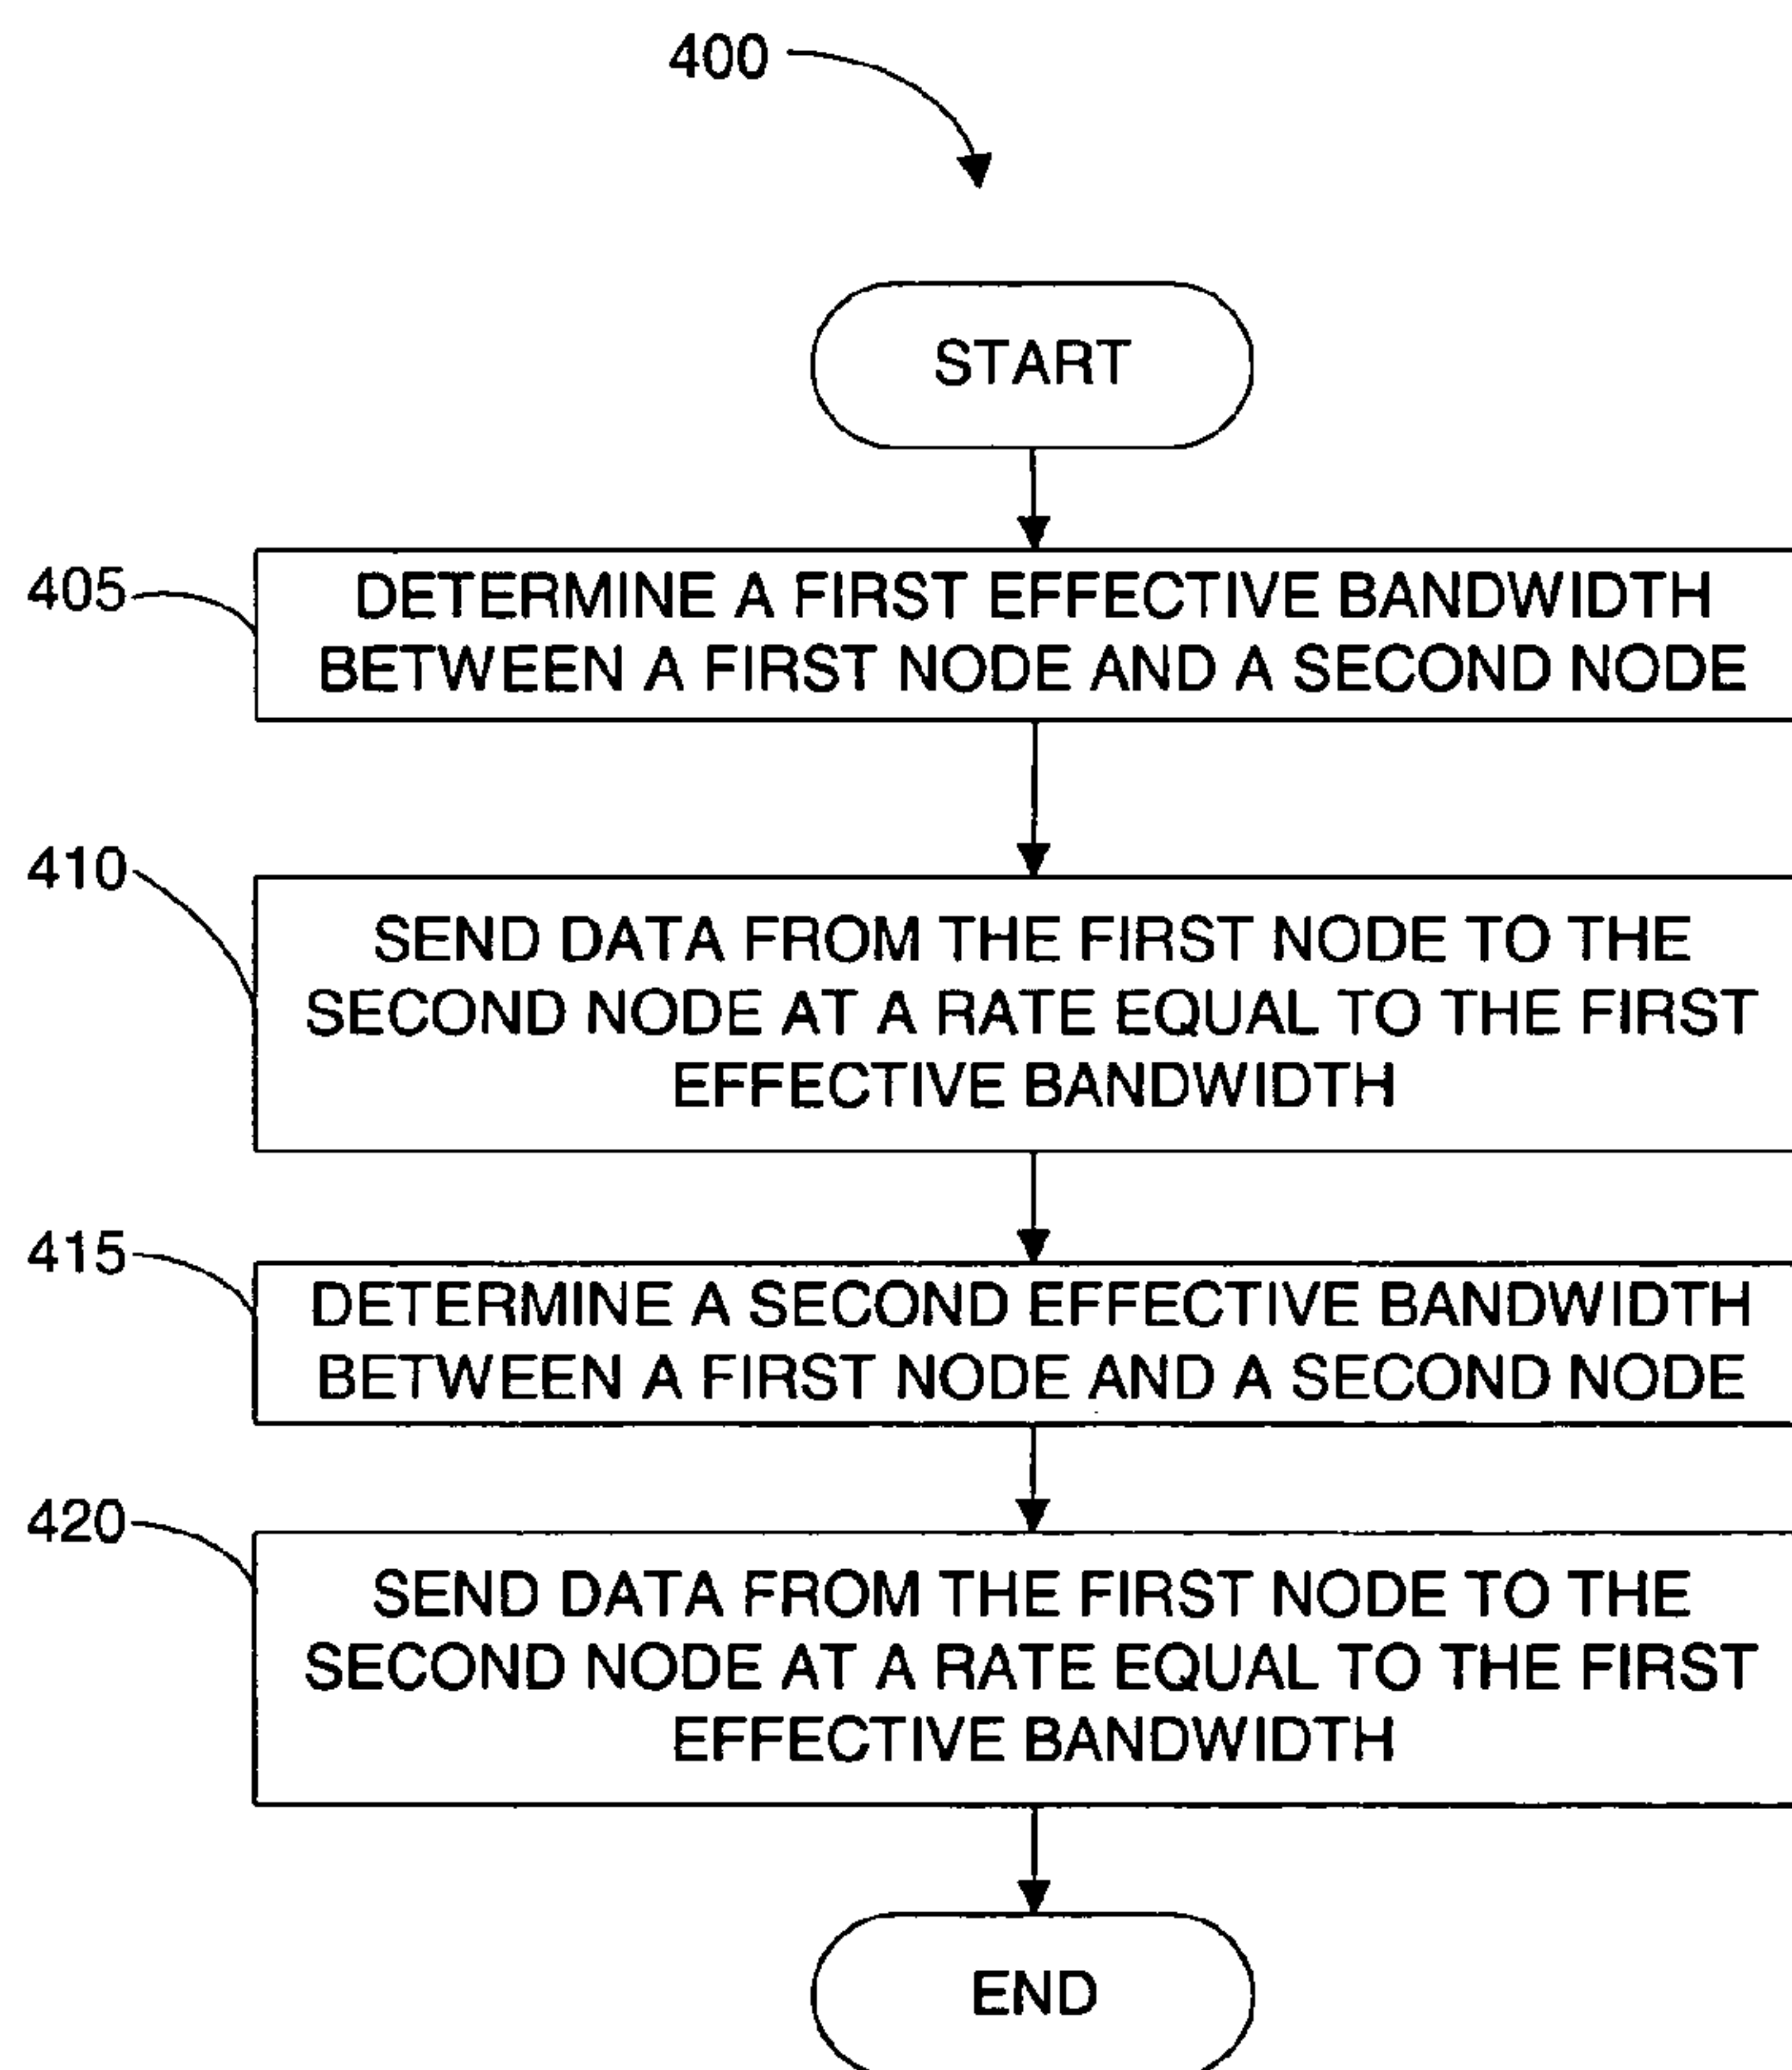 400
START
405
DETERMINE A FIRST EFFECTIVE BANDWIDTH
BETWEEN A FIRST NODE AND A SECOND NODE
410
SEND DATA FROM THE FIRST NODE TO THE
SECOND NODE AT A RATE EQUAL TO THE FIRST
EFFECTIVE BANDWIDTH
415
DETERMINE A SECOND EFFECTIVE BANDWIDTH
BETWEEN A FIRST NODE AND A SECOND NODE
420
SEND DATA FROM THE FIRST NODE TO THE
SECOND NODE AT A RATE EQUAL TO THE FIRST
EFFECTIVE BANDWIDTH
END